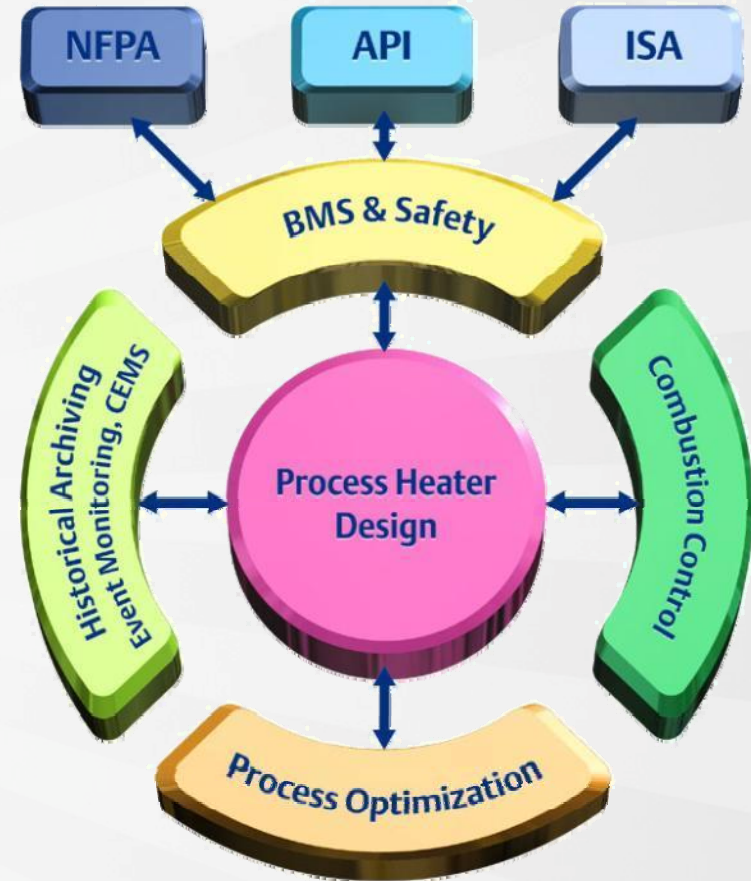 NFPA
API
ISA
BMS & Safety
Historical Archiving
Event Monitoring, CEMS
Process Heater
Design
Combustion Control
Process Optimization